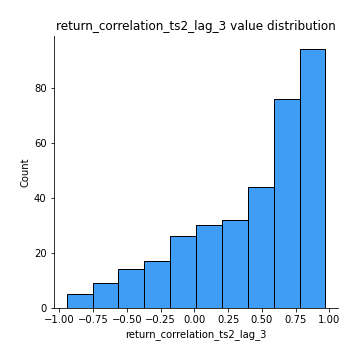 return_correlation_ts2_lag_3 value distribution
80
60
40
20
0
Count
−1.00 −0.75 −0.50 −0.25 0.00 0.25 0.50 0.75 1.00
return_correlation_ts2_lag_3